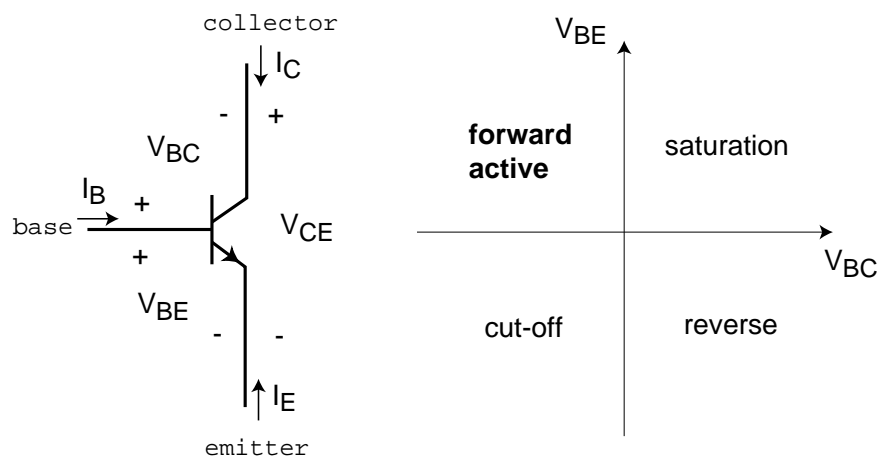 collector
I_C
- +
V_BC
I_B
+
base
V_CE
+
V_BE
- -
I_E
emitter
V_BE
forward
active
saturation
V_BC
cut-off
reverse